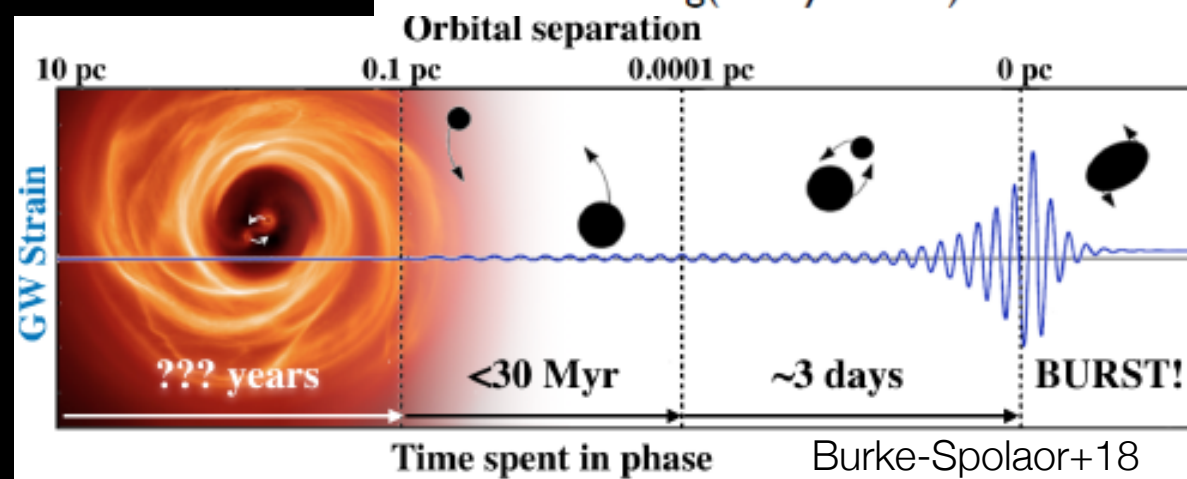 Orbital separation
10 pc 0.1 pc 0.0001 pc 0 pc
GW Strain
??? years <30 Myr ~3 days BURST!
Time spent in phase
Burke-Spolaor+18